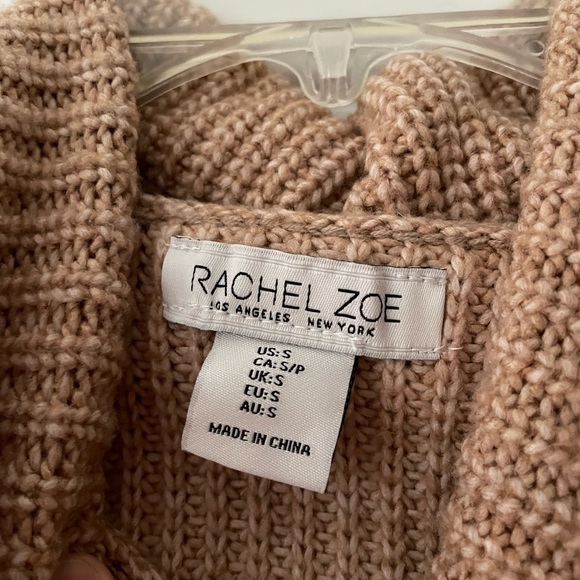 RACHEL ZOE
LOS ANGELES, NEW YORK
US: S
CA: S/P
UK: S
EU: S
AU: S
MADE IN CHINA